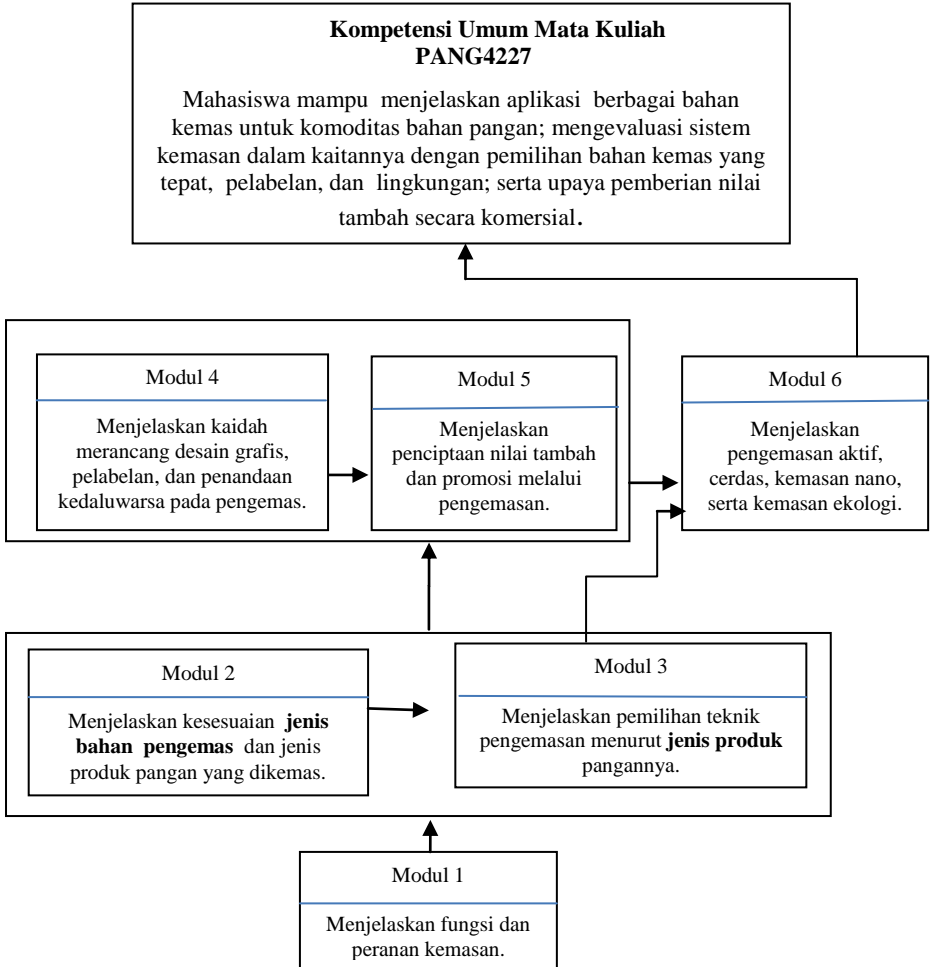 Kompetensi Umum Mata Kuliah
PANG4227
Mahasiswa mampu menjelaskan aplikasi berbagai bahan
kemas untuk komoditas bahan pangan; mengevaluasi sistem
kemasan dalam kaitannya dengan pemilihan bahan kemas yang
tepat, pelabelan, dan lingkungan; serta upaya pemberian nilai
tambah secara komersial.
Modul 4
Menjelaskan kaidah
merancang desain grafis,
pelabelan, dan penandaan
kedaluwarsa pada pengemas.
Modul 5
Menjelaskan
penciptaan nilai tambah
dan promosi melalui
pengemasan.
Modul 6
Menjelaskan
pengemasan aktif,
cerdas, kemasan nano,
serta kemasan ekologi.
Modul 2
Menjelaskan kesesuaian jenis
bahan pengemas dan jenis
produk pangan yang dikemas.
Modul 3
Menjelaskan pemilihan teknik
pengemasan menurut jenis produk
pangannya.
Modul 1
Menjelaskan fungsi dan
peranan kemasan.